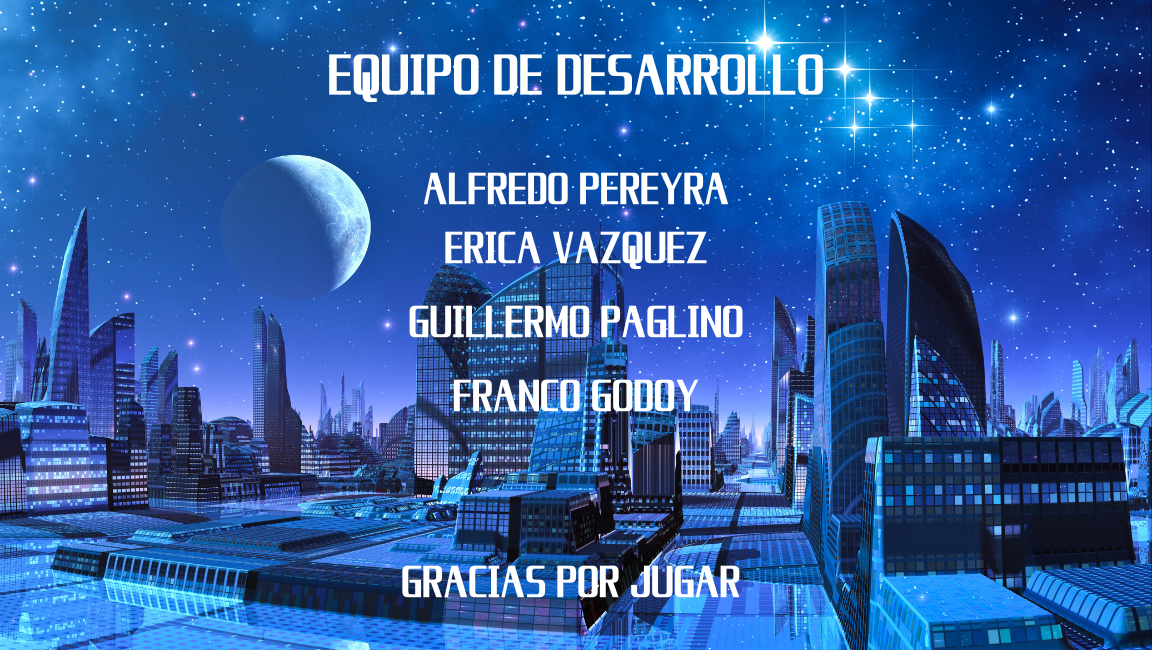 EQUIPO DE DESARROLLO
ALFREDO PEREYRA
ERICA VAZQUEZ
GUILLERMO PAGLINO
FRANCO GODOY
GRACIAS POR JUGAR